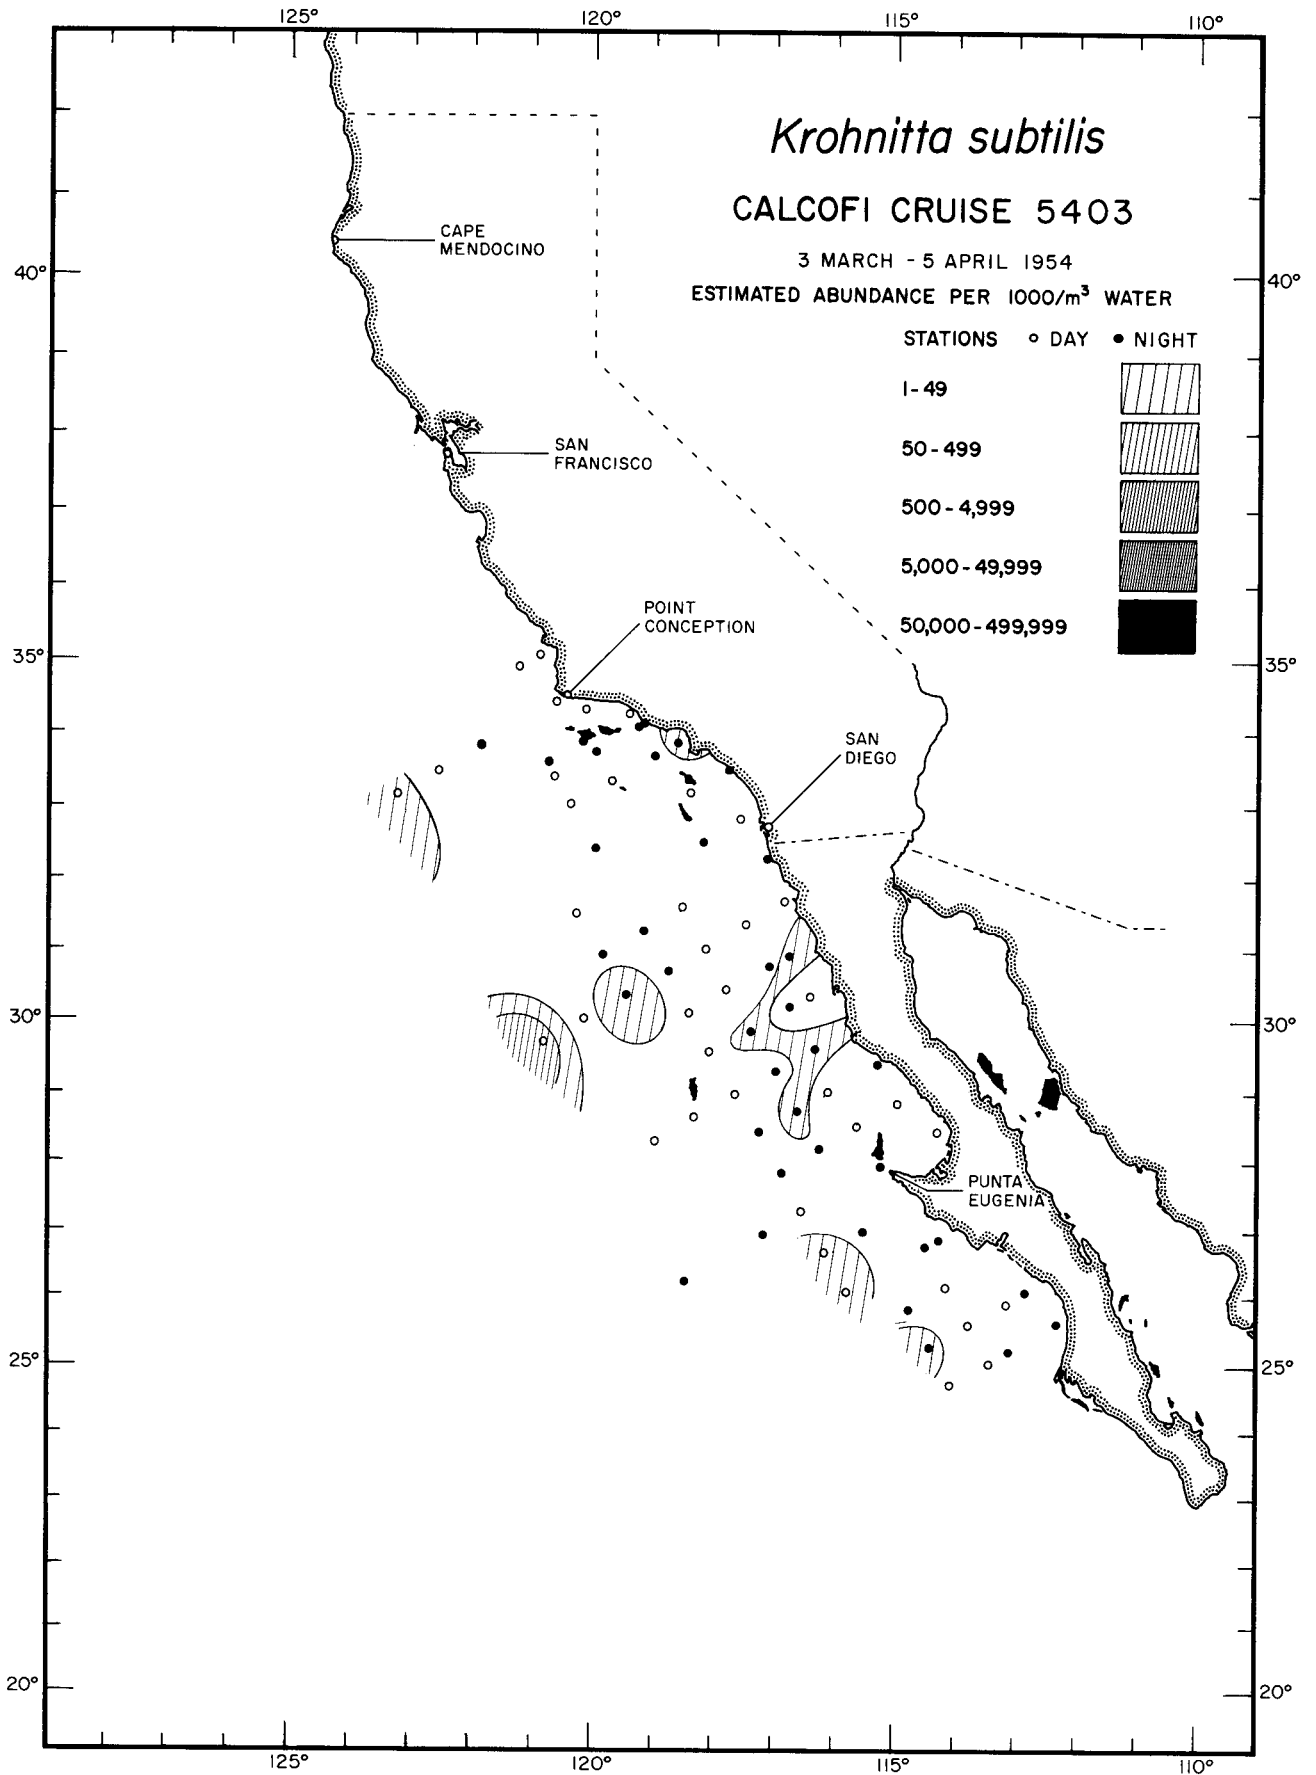 125° 120° 115° 110°
Krohnitta subtilis
CALCOFI CRUISE 5403
3 MARCH - 5 APRIL 1954
ESTIMATED ABUNDANCE PER 1000/m³ WATER
STATIONS ○ DAY ● NIGHT
1-49
50-499
500-4,999
5,000-49,999
50,000-499,999
CAPE
MENDOCINO
40° 40°
SAN
FRANCISCO
POINT
CONCEPTION
35° 35°
SAN
DIEGO
30° 30°
PUNTA
EUGENIA
25° 25°
20° 20°
125° 120° 115° 110°